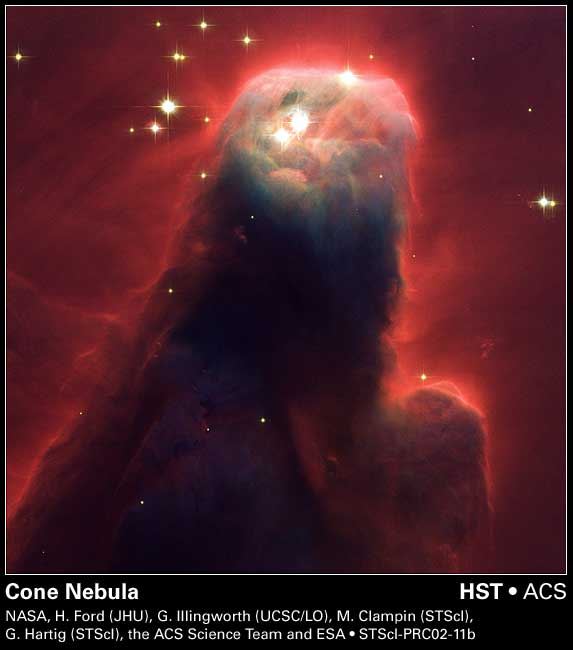 Cone Nebula HST • ACS
NASA, H. Ford (JHU), G. Illingworth (UCSC/LO), M. Clampin (STScI),
G. Hartig (STScI), the ACS Science Team and ESA • STScI-PRC02-11b